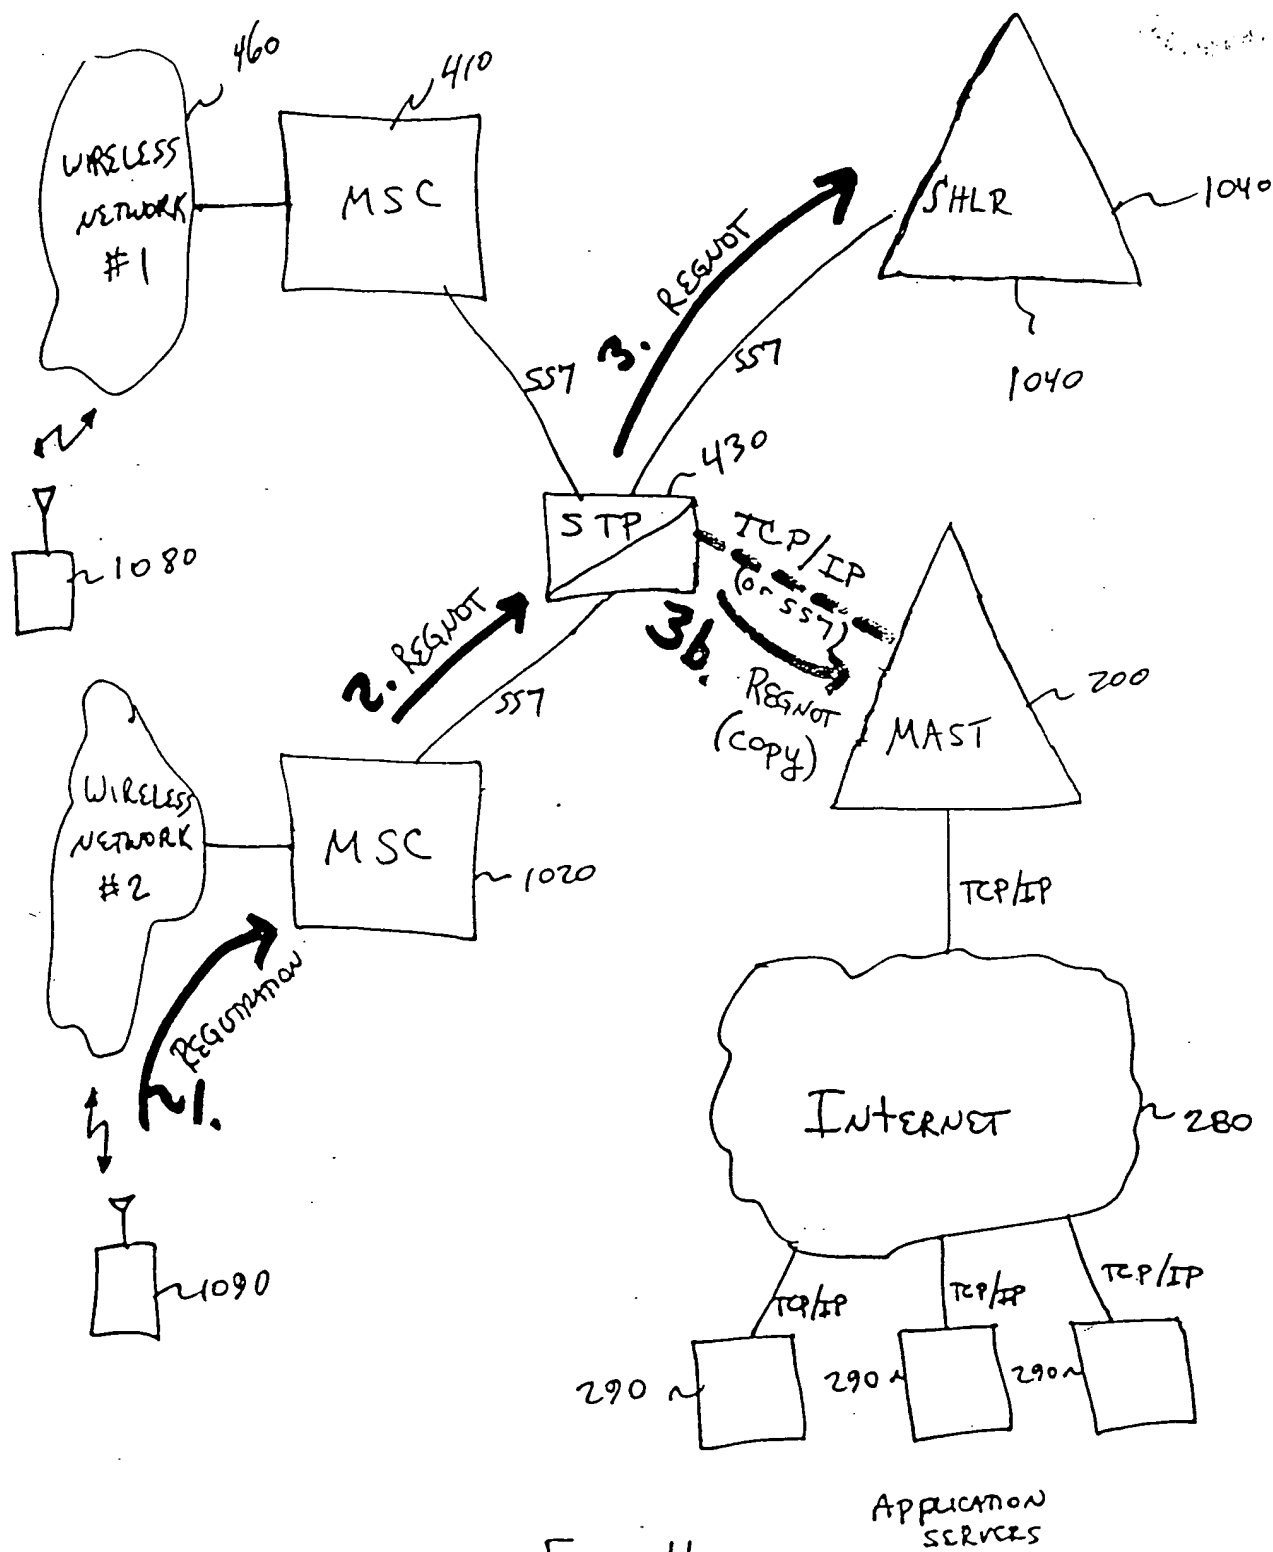 460
410
WIRELESS
NETWORK
#1
MSC
SHLR
1040
1040
3. REGNOT
SS7
SS7
430
STP
TCP/IP
(or SS7)
1080
2. REGNOT
SS7
3b.
REGNOT
(copy)
MAST
200
WIRELESS
NETWORK
#2
MSC
1020
TCP/IP
REGISTRATION
~1.
INTERNET
280
1090
TCP/IP
TCP/IP
TCP/IP
290
290
290
APPLICATION
SERVERS